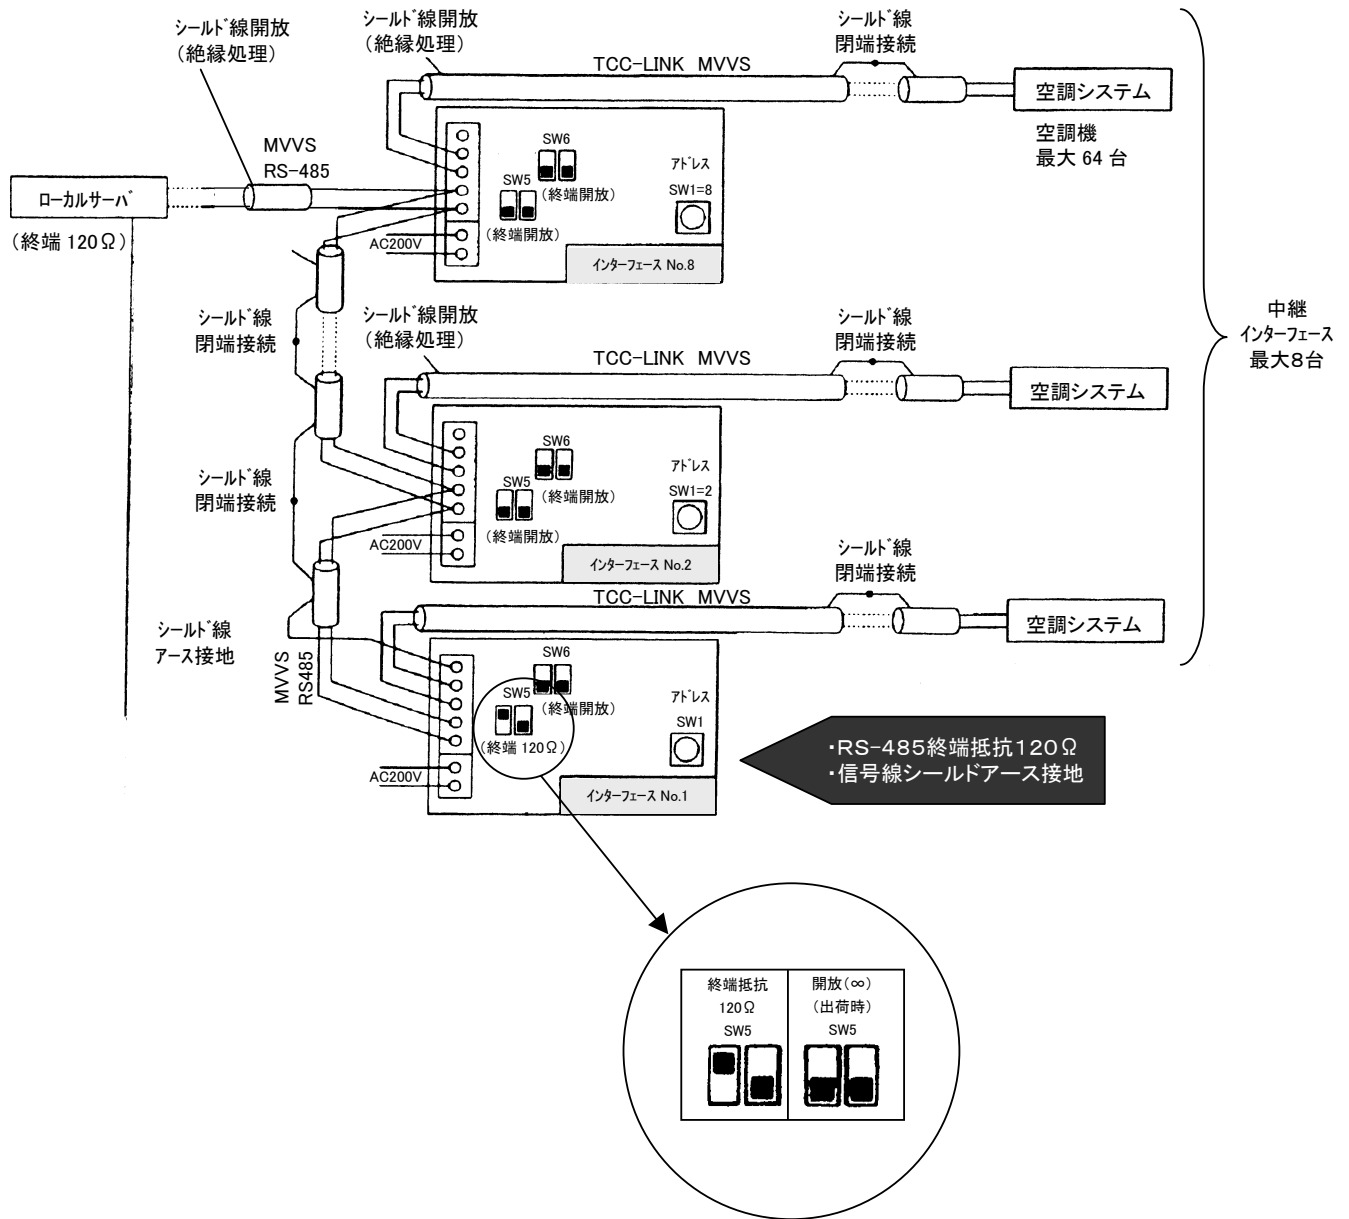 シールド線開放
(絶縁処理)
シールド線開放
(絶縁処理)
シールド線
閉端接続
TCC-LINK MVVS
空調システム
空調機
最大 64 台
MVVS
RS-485
ローカルサーバ
(終端 120Ω)
SW6
(終端開放)
SW5
(終端開放)
アドレス
SW1=8
AC200V
インターフェース No.8
シールド線
閉端接続
シールド線開放
(絶縁処理)
シールド線
閉端接続
TCC-LINK MVVS
空調システム
中継
インターフェース
最大8台
SW6
(終端開放)
SW5
(終端開放)
アドレス
SW1=2
シールド線
閉端接続
AC200V
インターフェース No.2
シールド線
閉端接続
TCC-LINK MVVS
空調システム
シールド線
アース接地
MVVS
RS485
SW6
(終端開放)
SW5
(終端 120Ω)
アドレス
SW1
AC200V
インターフェース No.1
・RS-485終端抵抗120Ω
・信号線シールドアース接地
終端抵抗
120Ω
SW5
開放(∞)
(出荷時)
SW5